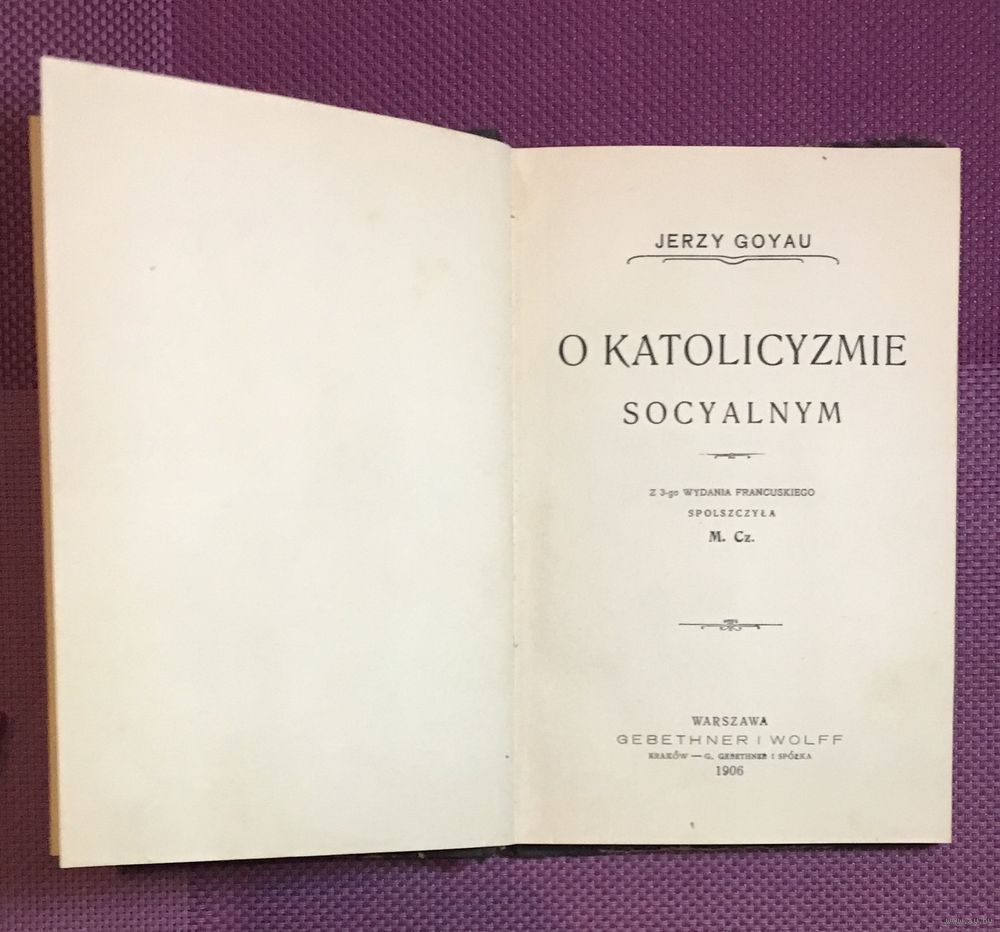 JERZY GOYAU
O KATOLICYZMIE
SOCYALNYM
Z 3-go WYDANIA FRANCUSKIEGO
SPOLSZCZYŁA
M. Cz.
WARSZAWA
GEBETHNER I WOLFF
KRAKÓW — G. GEBETHNER I SPÓŁKA
1906